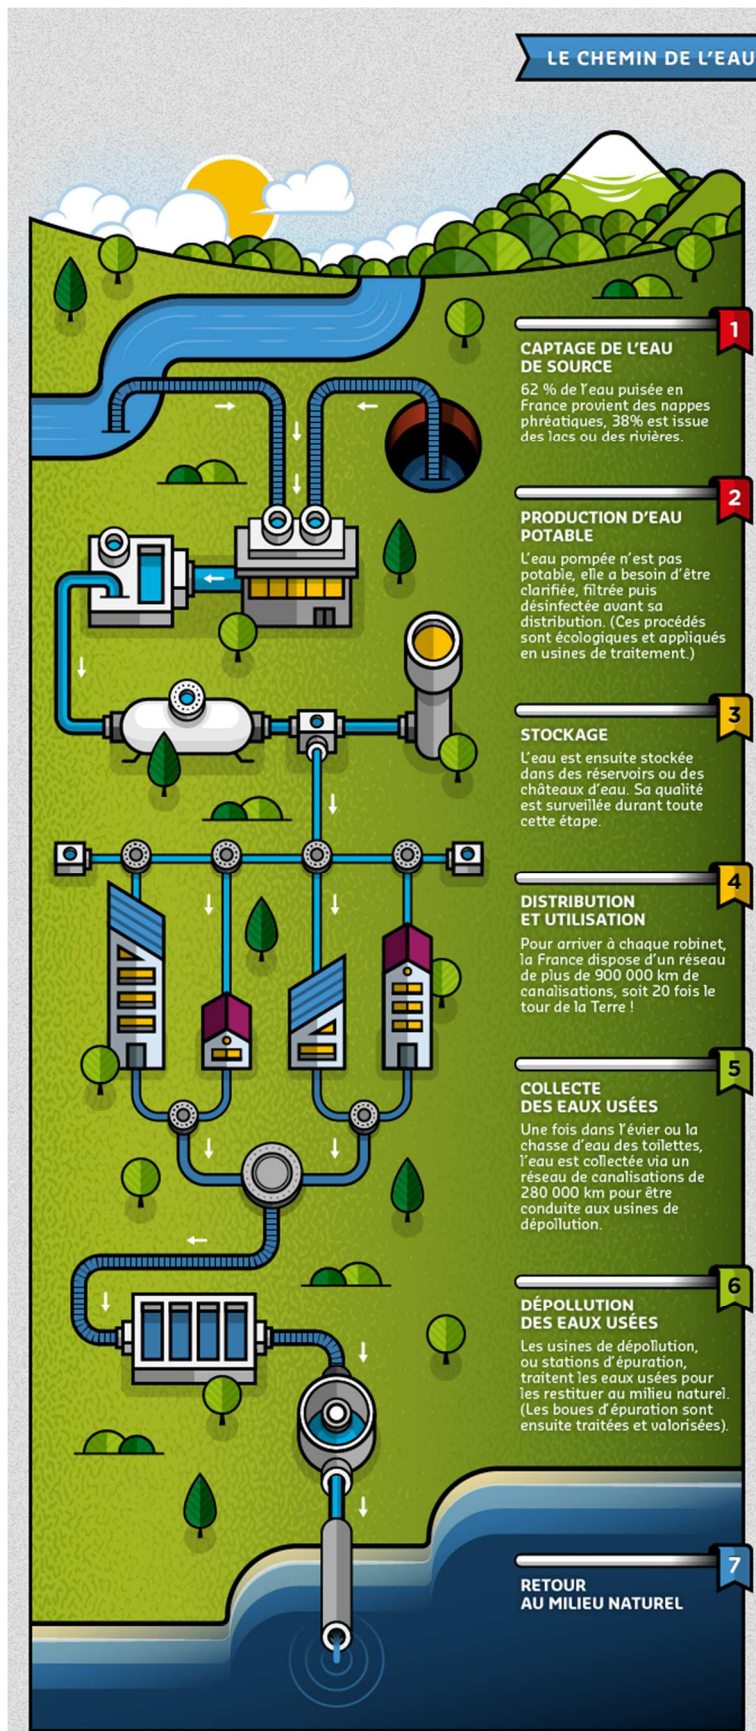 LE CHEMIN DE L'EAU
1
CAPTAGE DE L'EAU
DE SOURCE
62 % de l'eau puisée en
France provient des nappes
phréatiques, 38% est issue
des lacs ou des rivières.
2
PRODUCTION D'EAU
POTABLE
L'eau pompée n'est pas
potable, elle a besoin d'être
clarifiée, filtrée puis
désinfectée avant sa
distribution. (Ces procédés
sont écologiques et appliqués
en usines de traitement.)
3
STOCKAGE
L'eau est ensuite stockée
dans des réservoirs ou des
châteaux d'eau. Sa qualité
est surveillée durant toute
cette étape.
4
DISTRIBUTION
ET UTILISATION
Pour arriver à chaque robinet,
la France dispose d'un réseau
de plus de 900 000 km de
canalisations, soit 20 fois le
tour de la Terre !
5
COLLECTE
DES EAUX USÉES
Une fois dans l'évier ou la
chasse d'eau des toilettes,
l'eau est collectée via un
réseau de canalisations de
280 000 km pour être
conduite aux usines de
dépollution.
6
DÉPOLLUTION
DES EAUX USÉES
Les usines de dépollution,
ou stations d'épuration,
traitent les eaux usées pour
les restituer au milieu naturel.
(Les boues d'épuration sont
ensuite traitées et valorisées).
7
RETOUR
AU MILIEU NATUREL